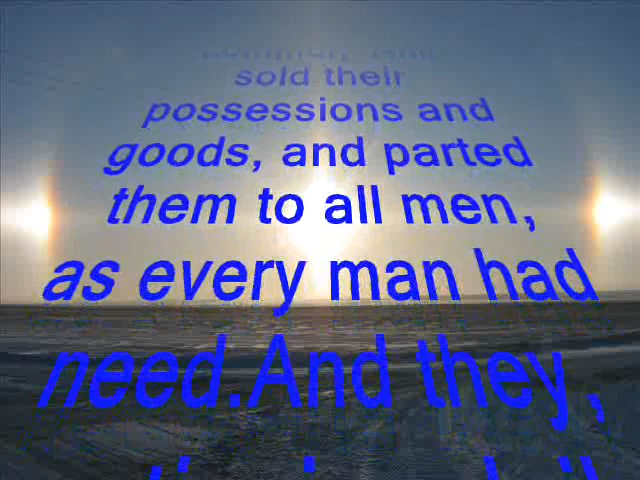 sold their
possessions and
goods, and parted
them to all men,
as every man had
need.And they,